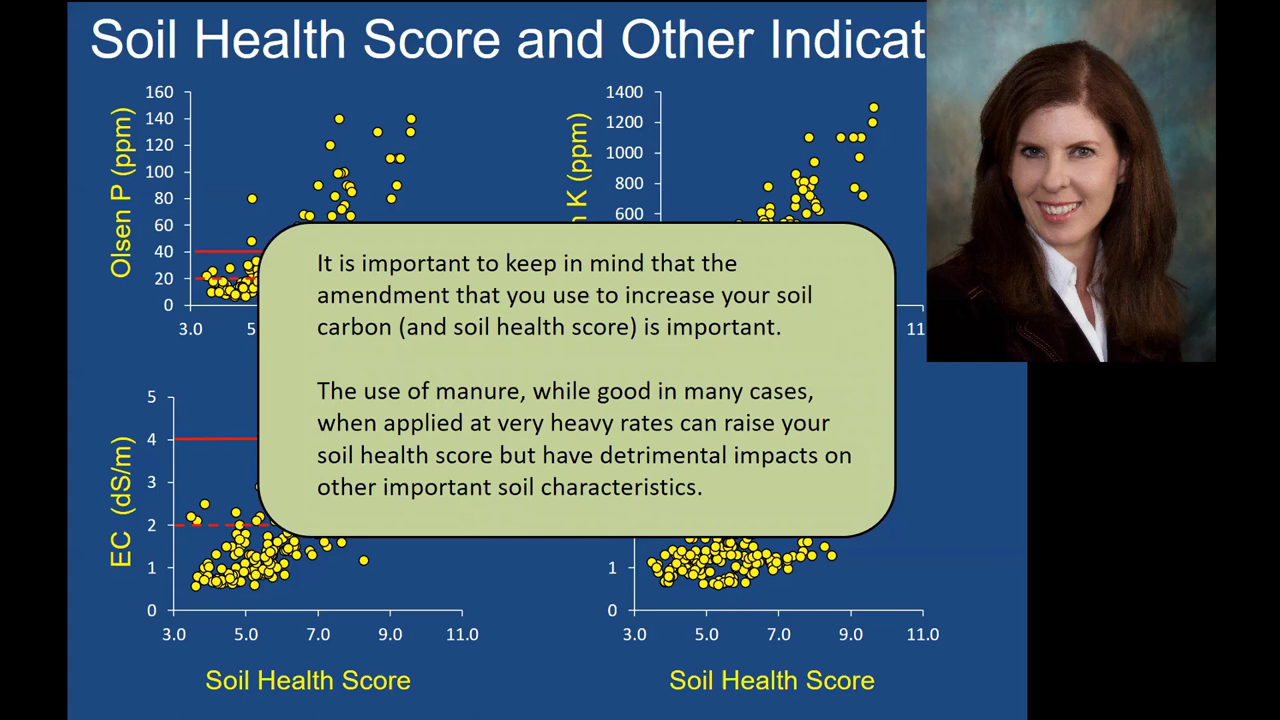 Soil Health Score and Other Indicat
Olsen P (ppm)
160
140
120
100
80
60
40
20
0
3.0
5
n K (ppm)
1400
1200
1000
800
600
11
It is important to keep in mind that the
amendment that you use to increase your soil
carbon (and soil health score) is important.
The use of manure, while good in many cases,
when applied at very heavy rates can raise your
soil health score but have detrimental impacts on
other important soil characteristics.
EC (dS/m)
5
4
3
2
1
0
3.0 5.0 7.0 9.0 11.0
Soil Health Score
1
0
3.0 5.0 7.0 9.0 11.0
Soil Health Score